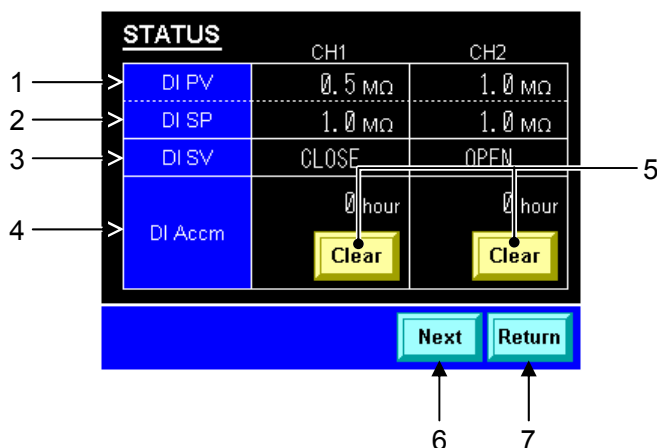 STATUS
CH1 CH2
1 DI PV 0.5 MΩ 1.0 MΩ
2 DI SP 1.0 MΩ 1.0 MΩ
3 DI SV CLOSE OPEN
5
0 hour 0 hour
4 DI Accm
Clear Clear
Next Return
6 7